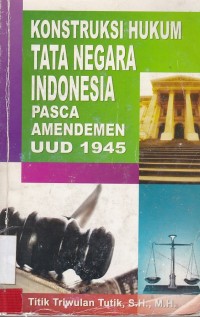 KONSTRUKSI HUKUM
TATA NEGARA
INDONESIA
PASCA
AMENDEMEN
UUD 1945
Titik Triwulan Tutik, S.H., M.H.